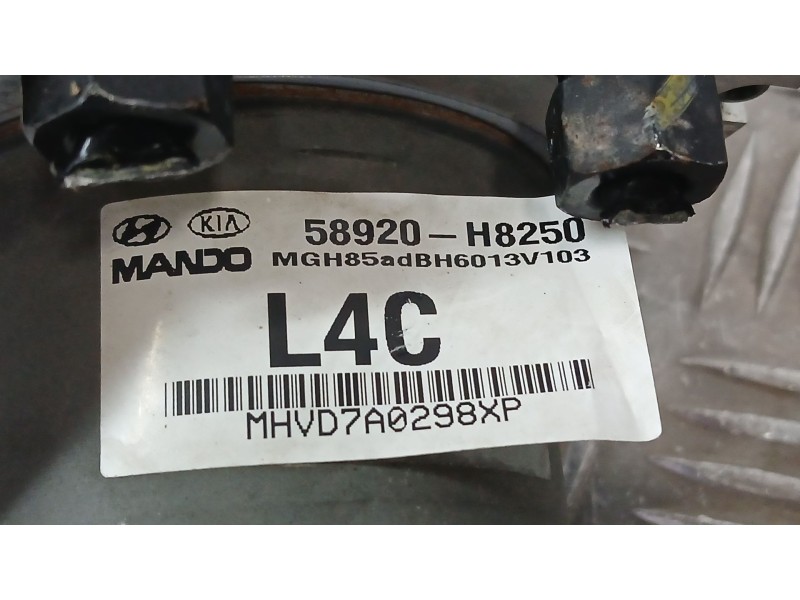 KIA 58920-H8250
MANDO MGH85adBH6013V103
L4C
MHVD7A0298XP